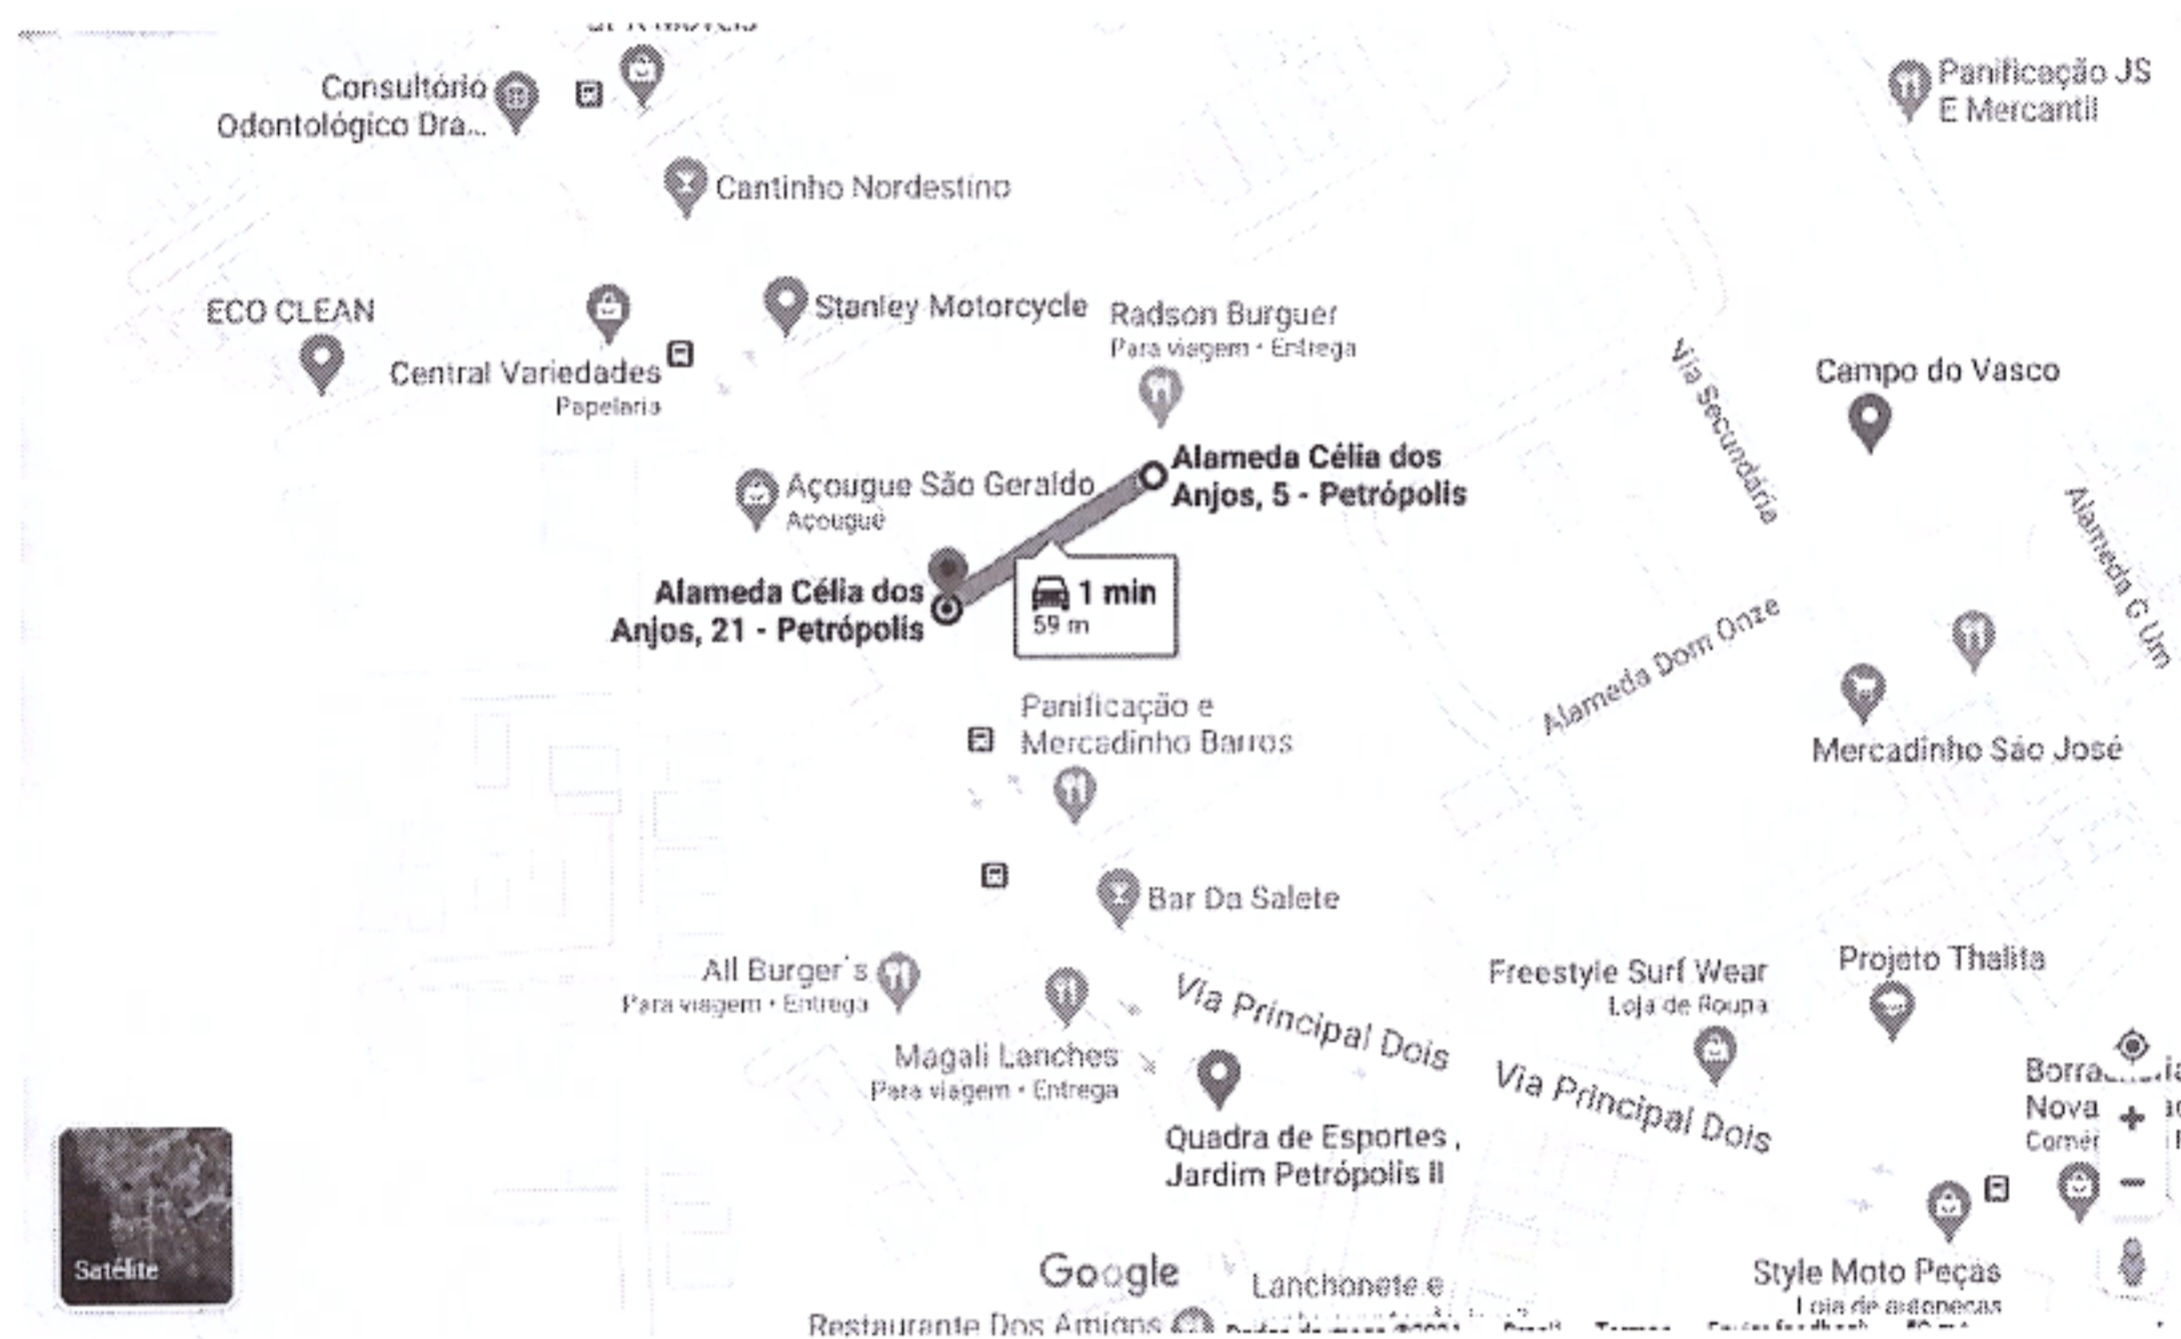 Consultório
Odontológico Dra...
Panificação JS
E Mercantil
Cantinho Nordestino
ECO CLEAN
Central Variedades
Papelaria
Stanley Motorcycle
Radson Burguer
Para viagem • Entrega
Via Secundária
Campo do Vasco
Açougue São Geraldo
Açougue
Alameda Célia dos
Anjos, 5 - Petrópolis
Alameda Célia dos
Anjos, 21 - Petrópolis
1 min
59 m
Alameda G Um
Alameda Dom Onze
Panificação e
Mercadinho Barros
Mercadinho São José
Bar Da Salete
All Burger's
Para viagem • Entrega
Magali Lanches
Para viagem • Entrega
Via Principal Dois
Via Principal Dois
Freestyle Surf Wear
Loja de Roupa
Projeto Thalita
Nova
Quadra de Esportes ,
Jardim Petrópolis II
Satélite
Google
Lanchonete e
Style Moto Peças
Loja de autopeças
Restaurante Dos Amigos